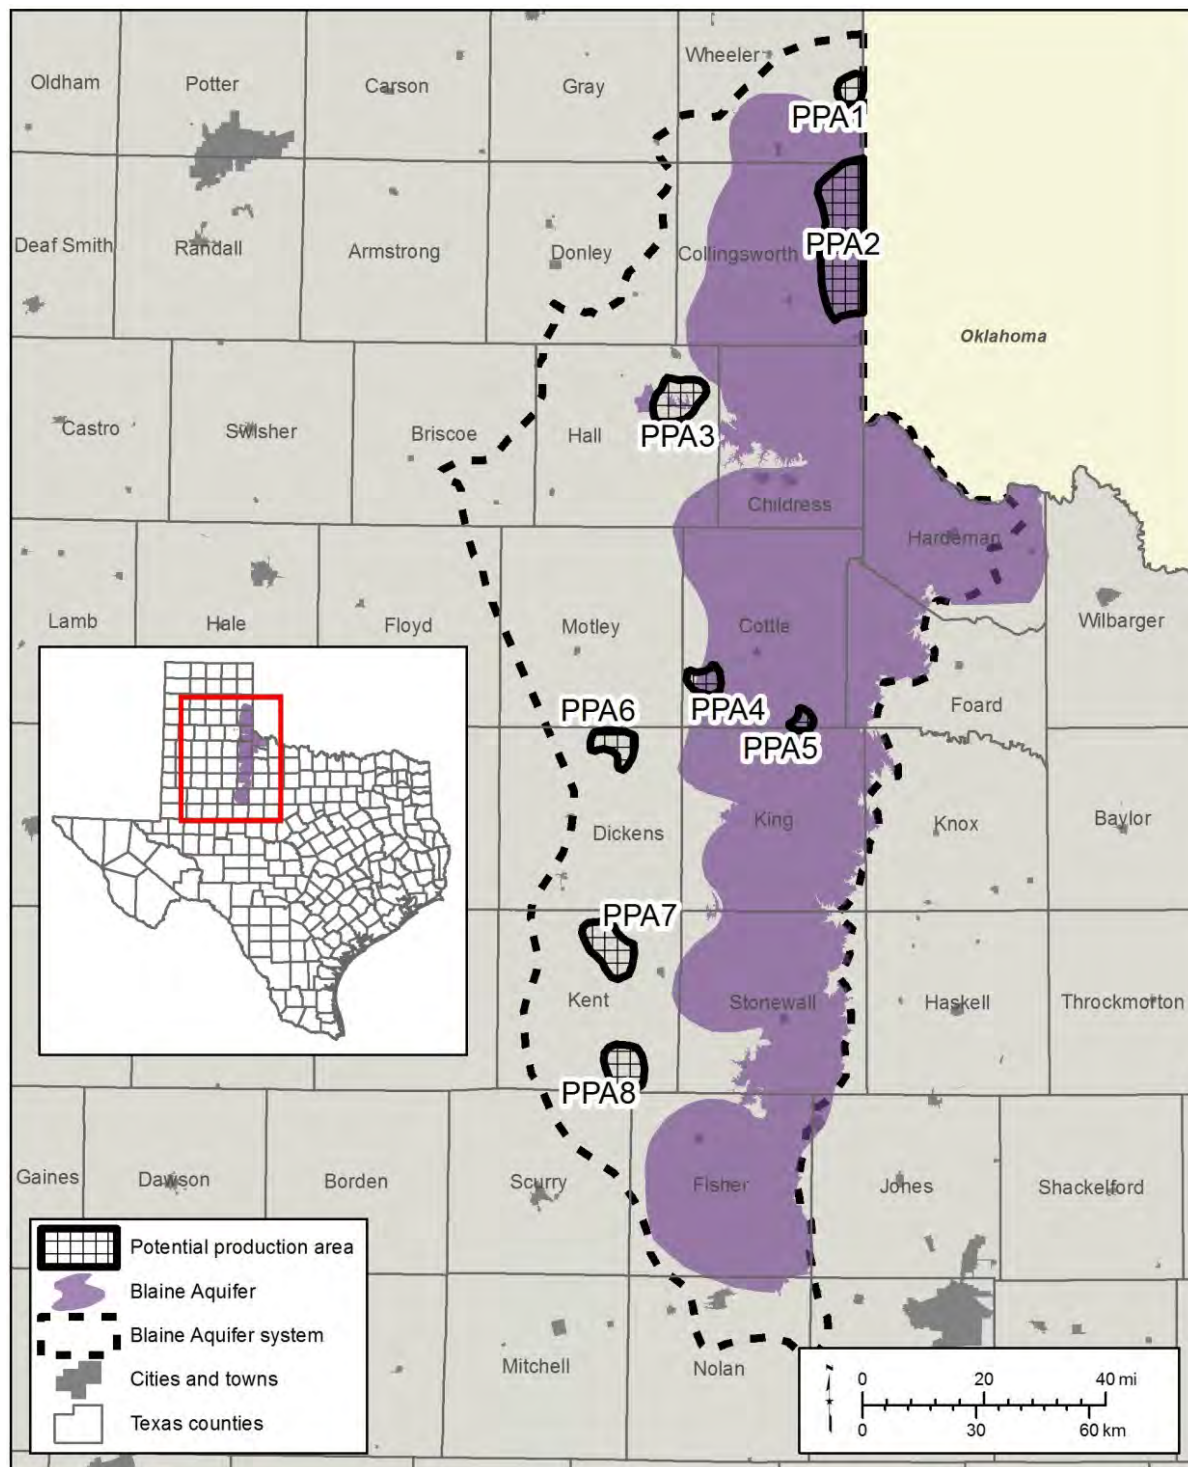 Wheeler
Oldham
Potter
Carson
Gray
PPA1
Deaf Smith
Randall
Armstrong
Donley
Collingsworth
PPA2
Oklahoma
Castro
Swisher
Briscoe
Hall
PPA3
Childress
Hardeman
Lamb
Hale
Floyd
Motley
Cottle
Wilbarger
Foard
PPA4
PPA6
PPA5
Dickens
King
Knox
Baylor
PPA7
Kent
Stonewall
Haskell
Throckmorton
PPA8
Gaines
Dawson
Borden
Scurry
Fisher
Jones
Shackelford
Mitchell
Nolan
Potential production area
Blaine Aquifer
Blaine Aquifer system
Cities and towns
Texas counties
0 20 40 mi
0 30 60 km